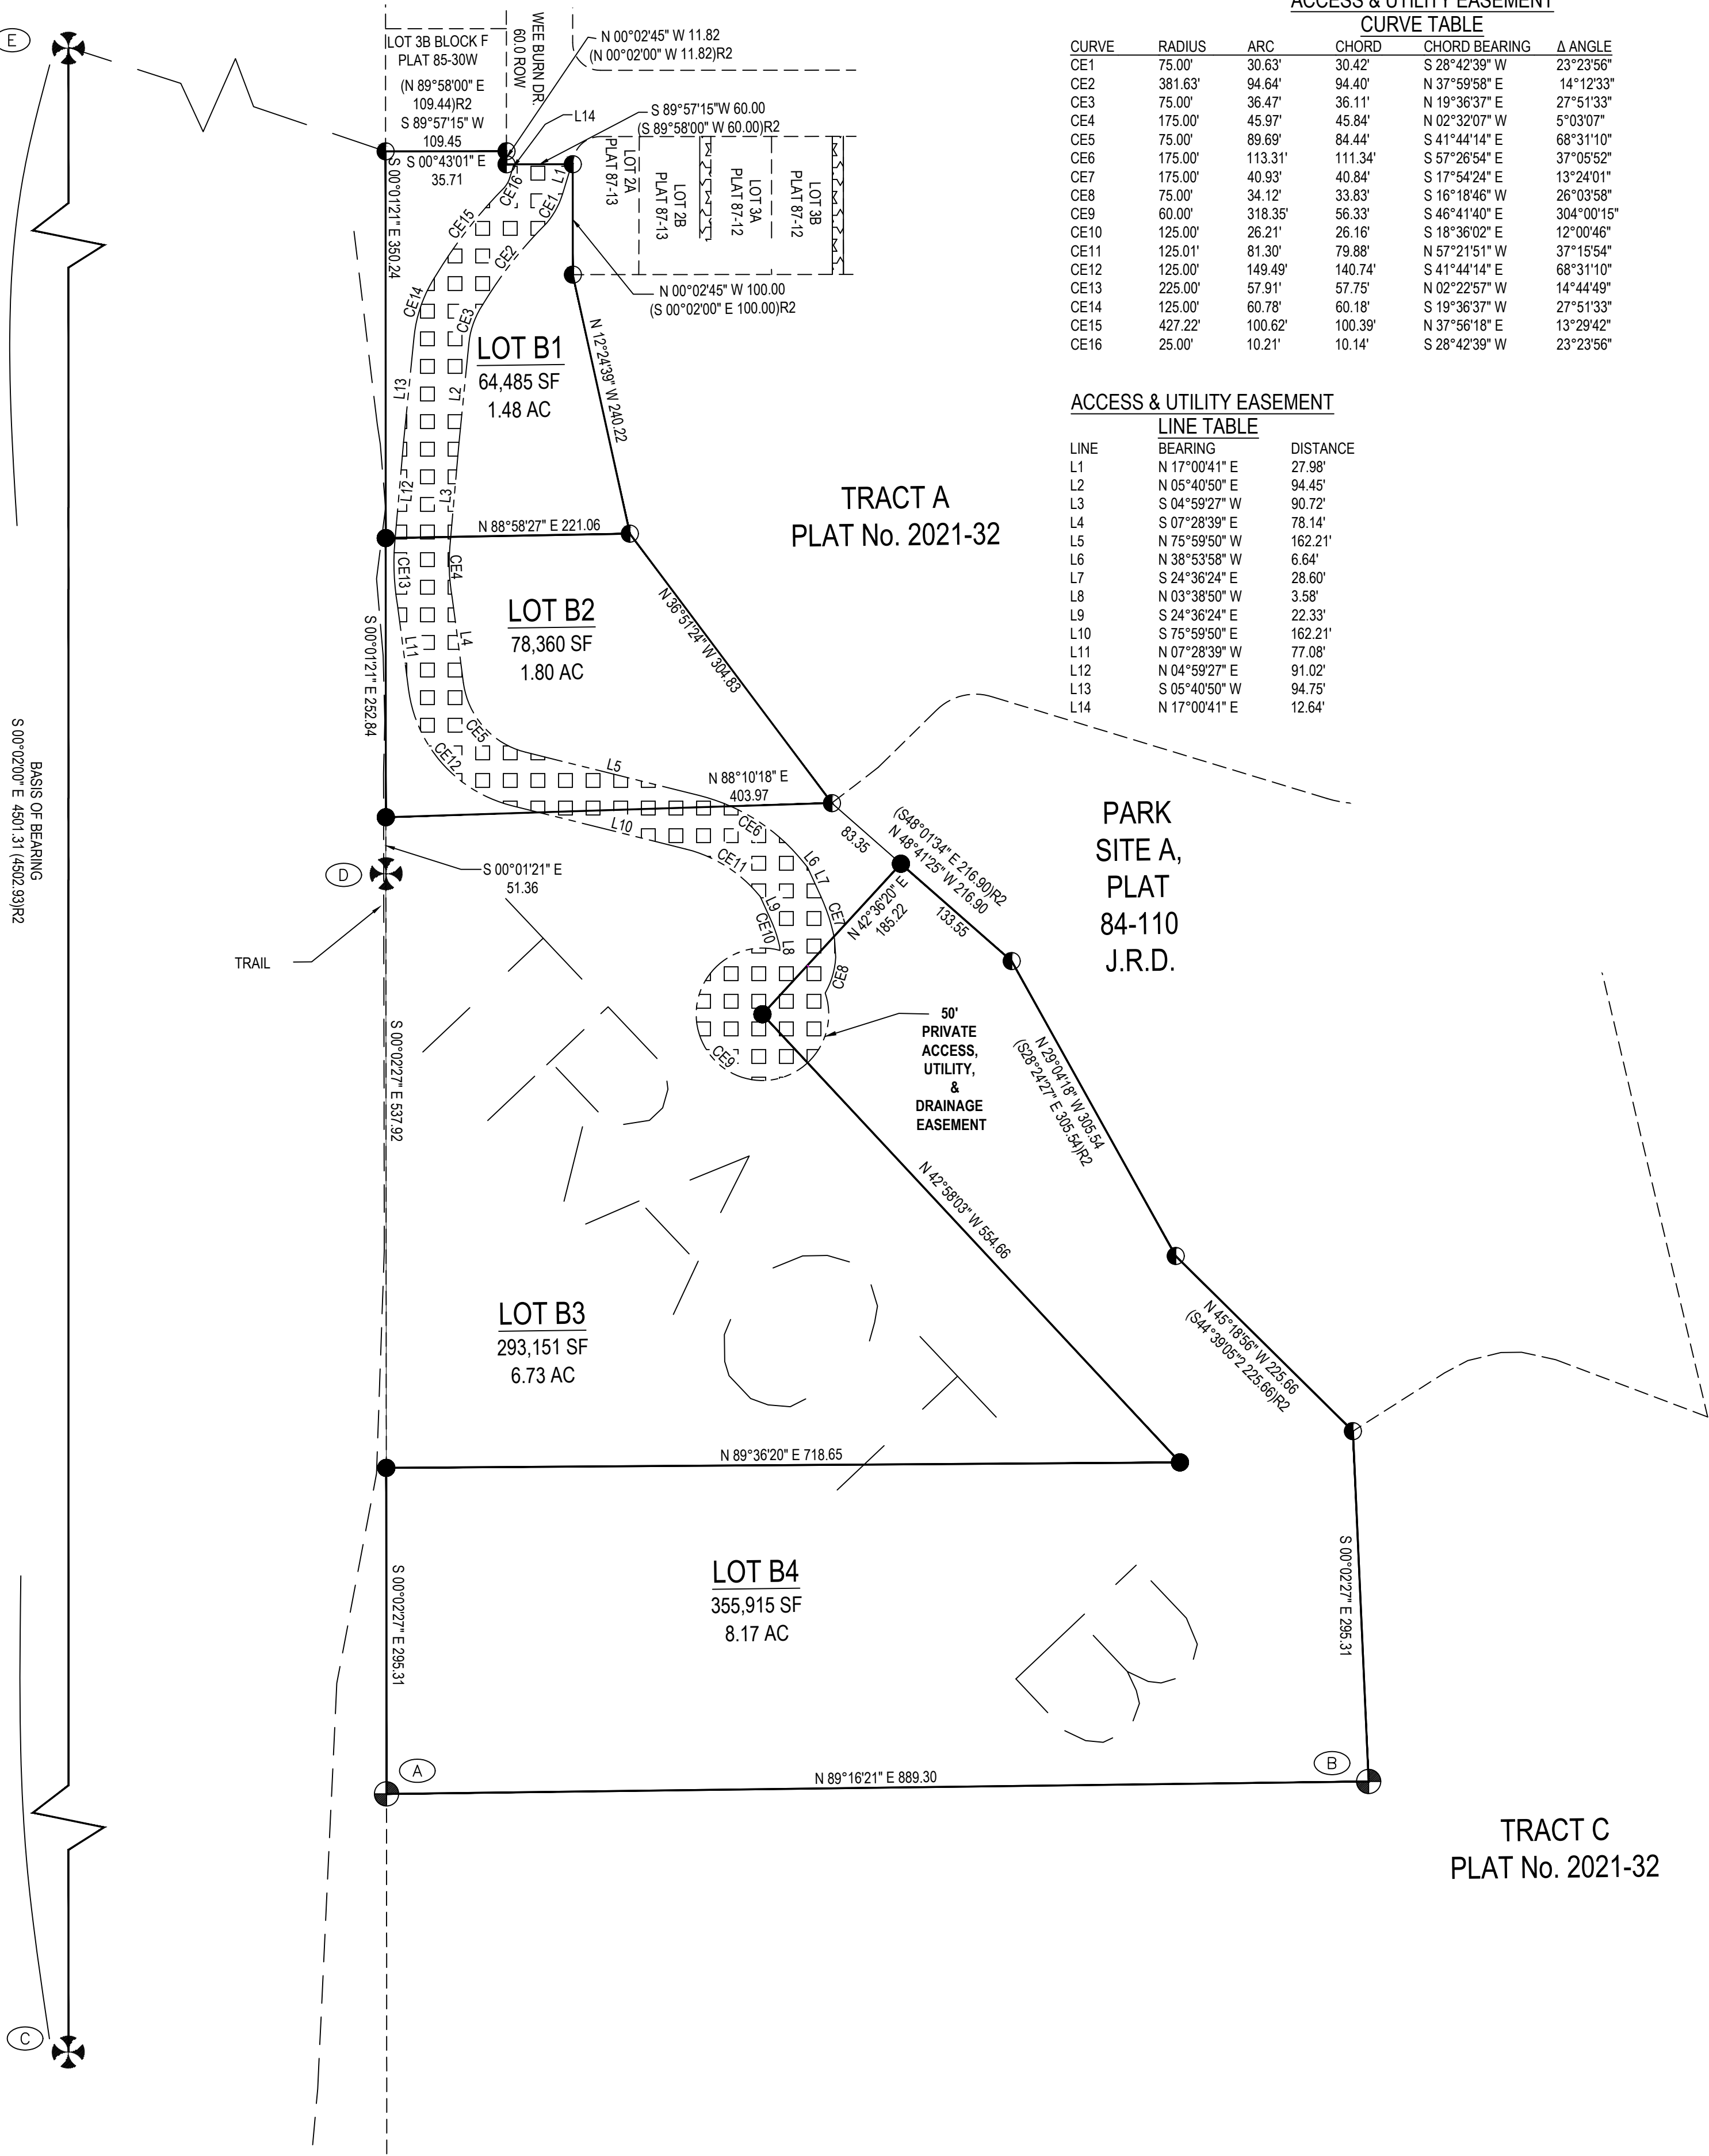 ACCESS & UTILITY EASEMENT
CURVE TABLE
CURVE RADIUS ARC CHORD CHORD BEARING Δ ANGLE
CE1 75.00' 30.63' 30.42' S 28°42'39" W 23°23'56"
CE2 381.63' 94.64' 94.40' N 37°59'58" E 14°12'33"
CE3 75.00' 36.47' 36.11' N 19°36'37" E 27°51'33"
CE4 175.00' 45.97' 45.84' N 02°32'07" W 5°03'07"
CE5 75.00' 89.69' 84.44' S 41°44'14" E 68°31'10"
CE6 175.00' 113.31' 111.34' S 57°26'54" E 37°05'52"
CE7 175.00' 40.93' 40.84' S 17°54'24" E 13°24'01"
CE8 75.00' 34.12' 33.83' S 16°18'46" W 26°03'58"
CE9 60.00' 318.35' 56.33' S 46°41'40" E 304°00'15"
CE10 125.00' 26.21' 26.16' S 18°36'02" E 12°00'46"
CE11 125.01' 81.30' 79.88' N 57°21'51" W 37°15'54"
CE12 125.00' 149.49' 140.74' S 41°44'14" E 68°31'10"
CE13 225.00' 57.91' 57.75' N 02°22'57" W 14°44'49"
CE14 125.00' 60.78' 60.18' S 19°36'37" W 27°51'33"
CE15 427.22' 100.62' 100.39' N 37°56'18" E 13°29'42"
CE16 25.00' 10.21' 10.14' S 28°42'39" W 23°23'56"
ACCESS & UTILITY EASEMENT
LINE TABLE
LINE BEARING DISTANCE
L1 N 17°00'41" E 27.98'
L2 N 05°40'50" E 94.45'
L3 S 04°59'27" W 90.72'
L4 S 07°28'39" E 78.14'
L5 N 75°59'50" W 162.21'
L6 N 38°53'58" W 6.64'
L7 S 24°36'24" E 28.60'
L8 N 03°38'50" W 3.58'
L9 S 24°36'24" E 22.33'
L10 S 75°59'50" E 162.21'
L11 N 07°28'39" W 77.08'
L12 N 04°59'27" E 91.02'
L13 S 05°40'50" W 94.75'
L14 N 17°00'41" E 12.64'
E
LOT 3B BLOCK F
PLAT 85-30W
(N 89°58'00" E
109.44)R2
S 89°57'15" W
109.45
S 00°43'01" E
35.71
WEE BURN DR.
60.0 ROW
N 00°02'45" W 11.82
(N 00°02'00" W 11.82)R2
L14
S 89°57'15"W 60.00
(S 89°58'00" W 60.00)R2
LOT 2A
PLAT 87-13
LOT 2B
PLAT 87-13
LOT 3A
PLAT 87-12
LOT 3B
PLAT 87-12
N 00°02'45" W 100.00
(S 00°02'00" E 100.00)R2
S 00°01'21" E 350.24
CE16
L1
CE1
CE15
CE2
CE14
CE3
L13
L2
LOT B1
64,485 SF
1.48 AC
N 12°24'39" W 240.22
L12
L3
N 88°58'27" E 221.06
TRACT A
PLAT No. 2021-32
CE13
CE4
LOT B2
78,360 SF
1.80 AC
N 36°51'24" W 304.83
S 00°01'21" E 252.84
L11
L4
CE5
CE12
L5
N 88°10'18" E
403.97
L10
CE6
CE11
L6
L7
L9
CE7
CE10
L8
CE8
CE9
83.35
(S48°01'34" E 216.90)R2
N 48°41'25" W 216.90
133.55
N 42°36'20" E
185.22
PARK
SITE A,
PLAT
84-110
J.R.D.
S 00°01'21" E
51.36
D
TRAIL
BASIS OF BEARING
S 00°02'00" E 4501.31 (4502.93)R2
50'
PRIVATE
ACCESS,
UTILITY,
&
DRAINAGE
EASEMENT
S 00°02'27" E 537.92
N 29°04'18" W 305.54
(S28°24'27" E 305.54)R2
N 42°58'03" W 554.66
TRACT B
LOT B3
293,151 SF
6.73 AC
N 45°18'56" W 225.66
(S44°39'05"2 225.66)R2
N 89°36'20" E 718.65
S 00°02'27" E 295.31
LOT B4
355,915 SF
8.17 AC
S 00°02'27" E 295.31
A
N 89°16'21" E 889.30
B
TRACT C
PLAT No. 2021-32
C